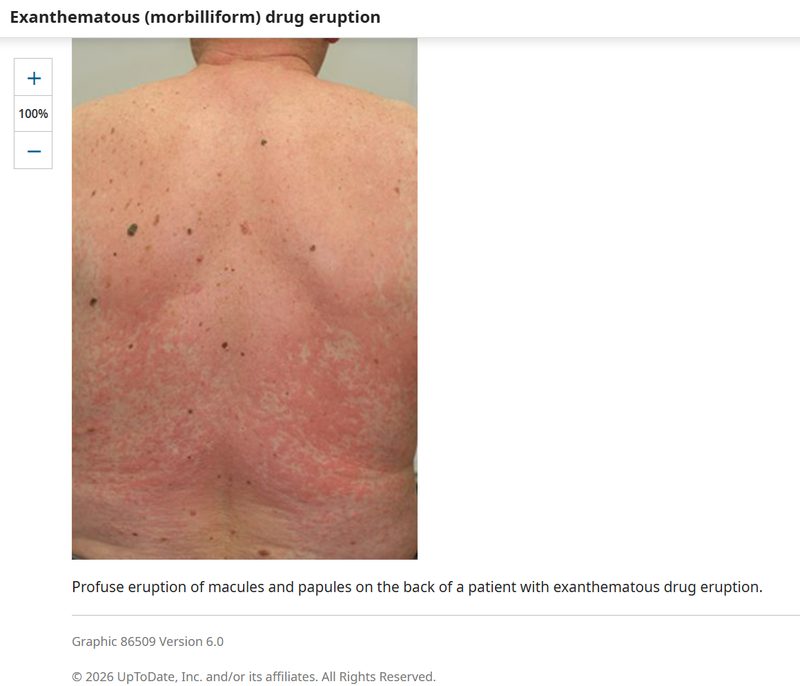 Exanthematous (morbilliform) drug eruption
+
100%
−
Profuse eruption of macules and papules on the back of a patient with exanthematous drug eruption.
Graphic 86509 Version 6.0
© 2026 UpToDate, Inc. and/or its affiliates. All Rights Reserved.